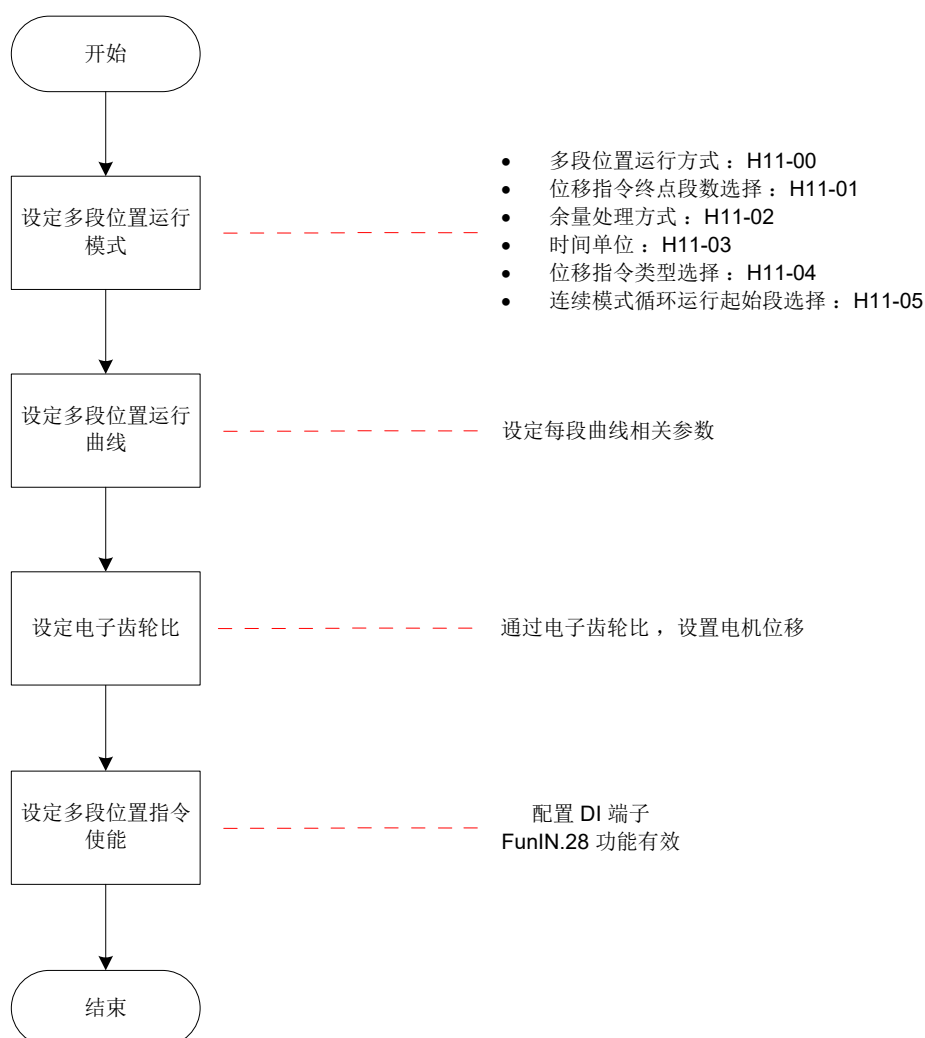 开始
设定多段位置运行
模式
• 多段位置运行方式 ：H11-00
• 位移指令终点段数选择 ：H11-01
• 余量处理方式 ：H11-02
• 时间单位 ：H11-03
• 位移指令类型选择 ：H11-04
• 连续模式循环运行起始段选择 ：H11-05
设定多段位置运行
曲线
设定每段曲线相关参数
设定电子齿轮比
通过电子齿轮比 ，设置电机位移
设定多段位置指令
使能
配置 DI 端子
FunIN.28 功能有效
结束